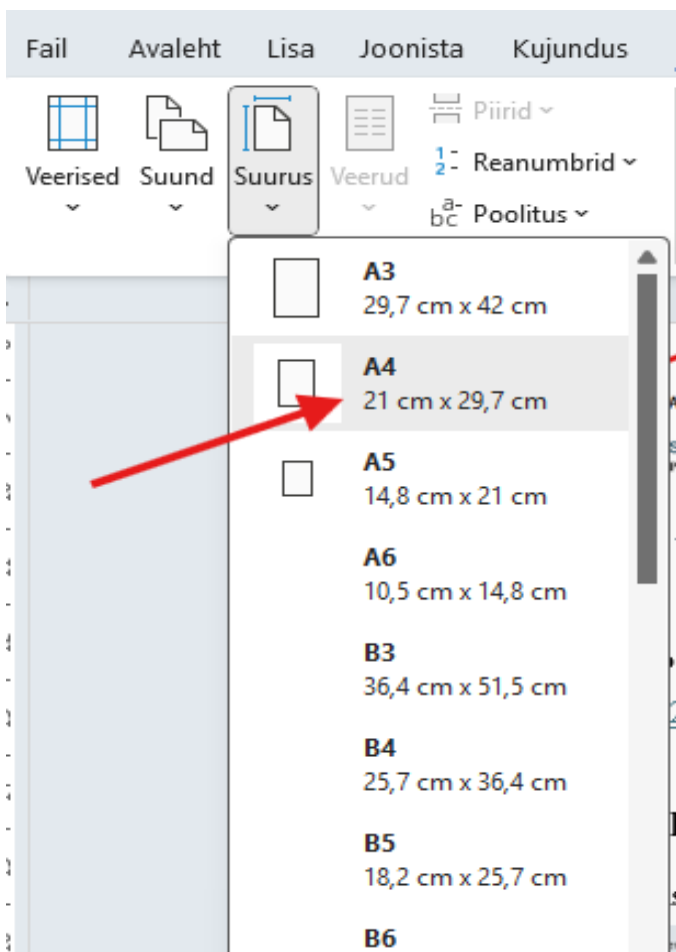 Fail Avaleht Lisa Joonista Kujundus
Veerised Suund Suurus Veerud
Piirid
1 Reanumbrid
2
a-
bc Poolitus
A3
29,7 cm x 42 cm
A4
21 cm x 29,7 cm
A5
14,8 cm x 21 cm
A6
10,5 cm x 14,8 cm
B3
36,4 cm x 51,5 cm
B4
25,7 cm x 36,4 cm
B5
18,2 cm x 25,7 cm
B6